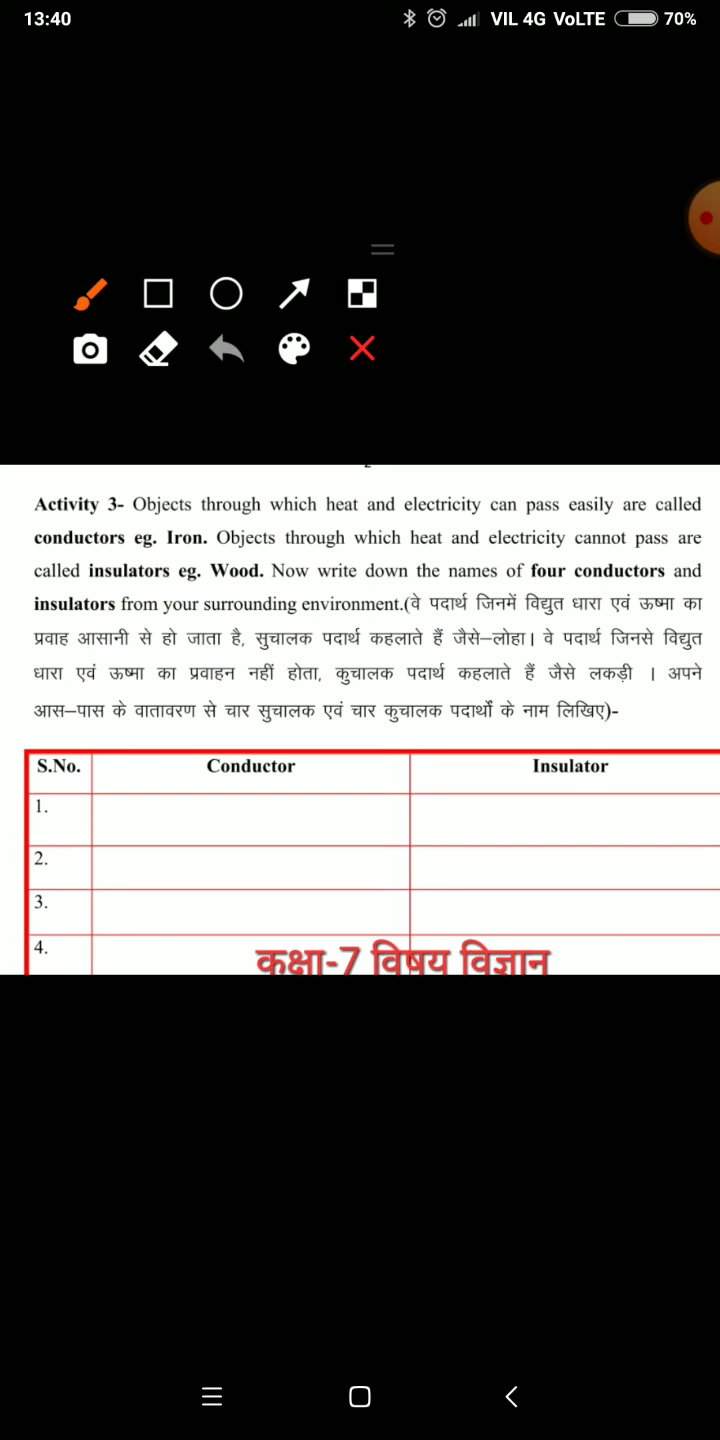 13:40 VIL 4G VoLTE 70%
Activity 3- Objects through which heat and electricity can pass easily are called
conductors eg. Iron. Objects through which heat and electricity cannot pass are
called insulators eg. Wood. Now write down the names of four conductors and
insulators from your surrounding environment.(वे पदार्थ जिनमें विद्युत धारा एवं ऊष्मा का
प्रवाह आसानी से हो जाता है, सुचालक पदार्थ कहलाते हैं जैसे–लोहा। वे पदार्थ जिनसे विद्युत
धारा एवं ऊष्मा का प्रवाहन नहीं होता, कुचालक पदार्थ कहलाते हैं जैसे लकड़ी । अपने
आस–पास के वातावरण से चार सुचालक एवं चार कुचालक पदार्थों के नाम लिखिए)-
S.No. Conductor Insulator
1.
2.
3.
4.
कक्षा-7 विषय विज्ञान